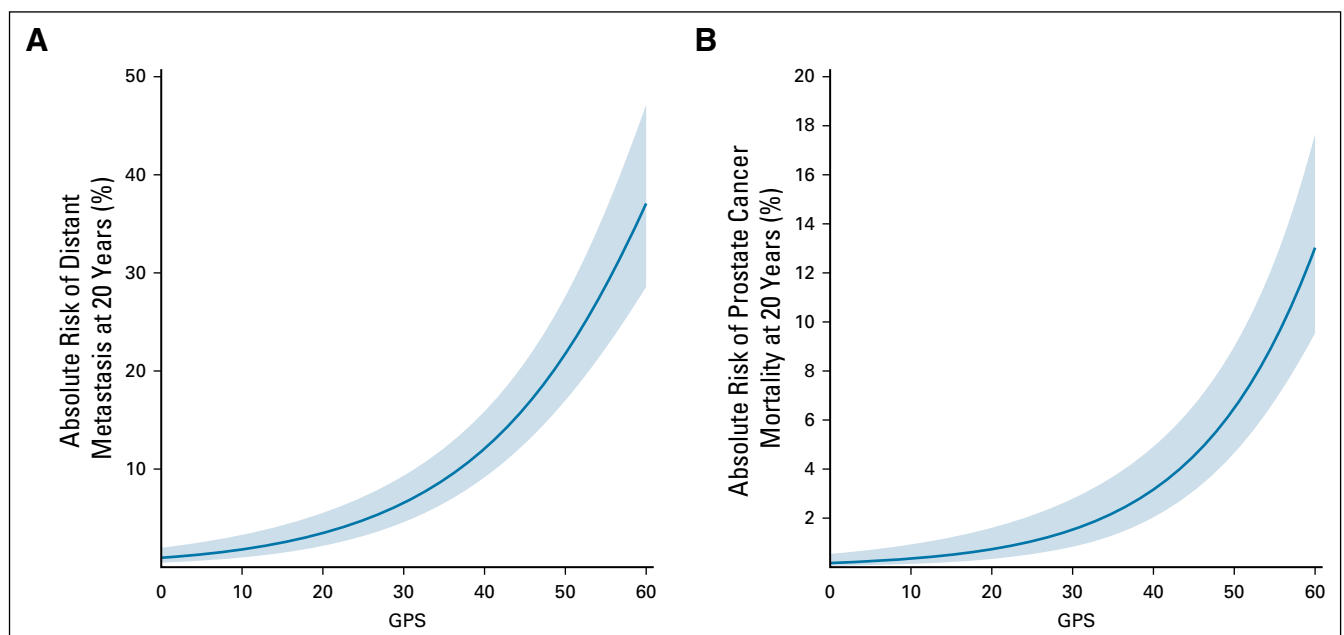 A
Absolute Risk of Distant
Metastasis at 20 Years (%)
50
40
30
20
10
0 10 20 30 40 50 60
GPS
B
Absolute Risk of Prostate Cancer
Mortality at 20 Years (%)
20
18
16
14
12
10
8
6
4
2
0 10 20 30 40 50 60
GPS